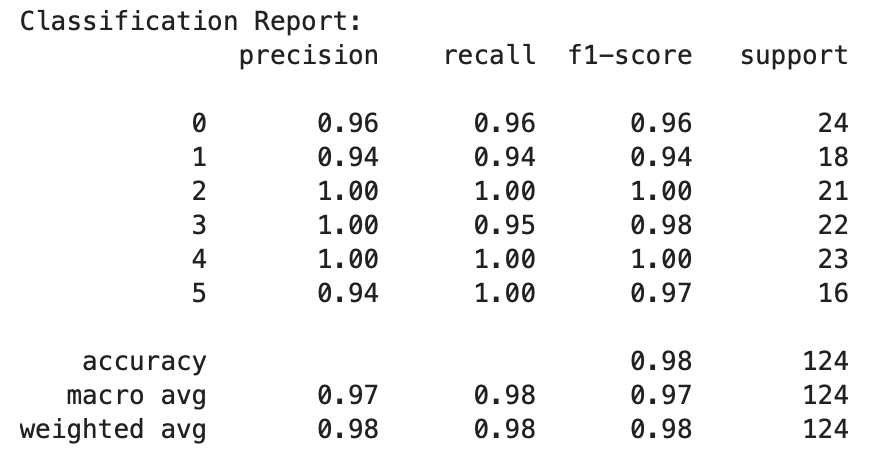 Classification Report:
precision recall f1-score support
0 0.96 0.96 0.96 24
1 0.94 0.94 0.94 18
2 1.00 1.00 1.00 21
3 1.00 0.95 0.98 22
4 1.00 1.00 1.00 23
5 0.94 1.00 0.97 16
accuracy 0.98 124
macro avg 0.97 0.98 0.97 124
weighted avg 0.98 0.98 0.98 124